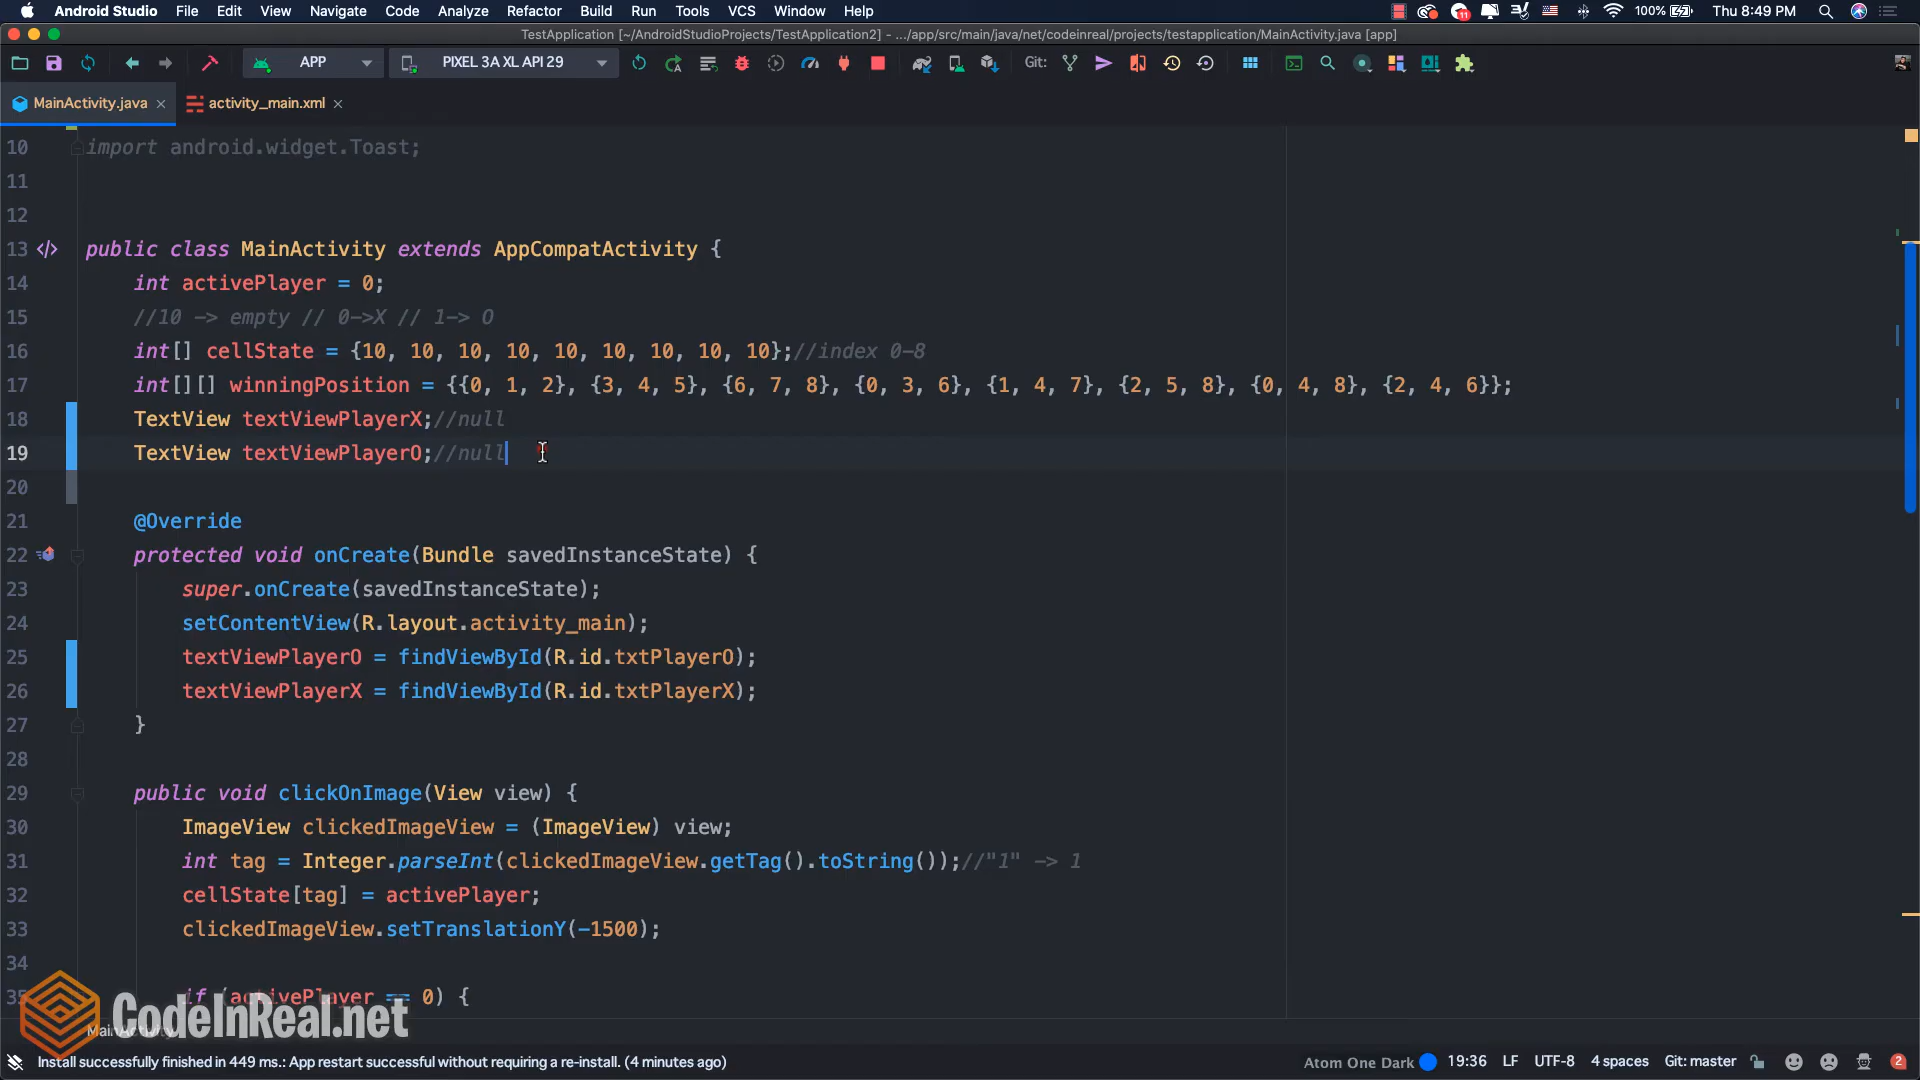 Android Studio File Edit View Navigate Code Analyze Refactor Build Run Tools VCS Window Help 11 100% Thu 8:49 PM
TestApplication [~/AndroidStudioProjects/TestApplication2] - .../app/src/main/java/net/codeinreal/projects/testapplication/MainActivity.java [app]
APP PIXEL 3A XL API 29 Git:
MainActivity.java activity_main.xml
10 import android.widget.Toast;
11
12
13 public class MainActivity extends AppCompatActivity {
14 int activePlayer = 0;
15 //10 -> empty // 0->X // 1-> O
16 int[] cellState = {10, 10, 10, 10, 10, 10, 10, 10, 10};//index 0-8
17 int[][] winningPosition = {{0, 1, 2}, {3, 4, 5}, {6, 7, 8}, {0, 3, 6}, {1, 4, 7}, {2, 5, 8}, {0, 4, 8}, {2, 4, 6}};
18 TextView textViewPlayerX;//null
19 TextView textViewPlayerO;//null
20
21 @Override
22 protected void onCreate(Bundle savedInstanceState) {
23 super.onCreate(savedInstanceState);
24 setContentView(R.layout.activity_main);
25 textViewPlayerO = findViewById(R.id.txtPlayerO);
26 textViewPlayerX = findViewById(R.id.txtPlayerX);
27 }
28
29 public void clickOnImage(View view) {
30 ImageView clickedImageView = (ImageView) view;
31 int tag = Integer.parseInt(clickedImageView.getTag().toString());//"1" -> 1
32 cellState[tag] = activePlayer;
33 clickedImageView.setTranslationY(-1500);
34
35 if (activePlayer == 0) {
CodeInReal.net
MainActivity
Install successfully finished in 449 ms.: App restart successful without requiring a re-install. (4 minutes ago) Atom One Dark 19:36 LF UTF-8 4 spaces Git: master 2